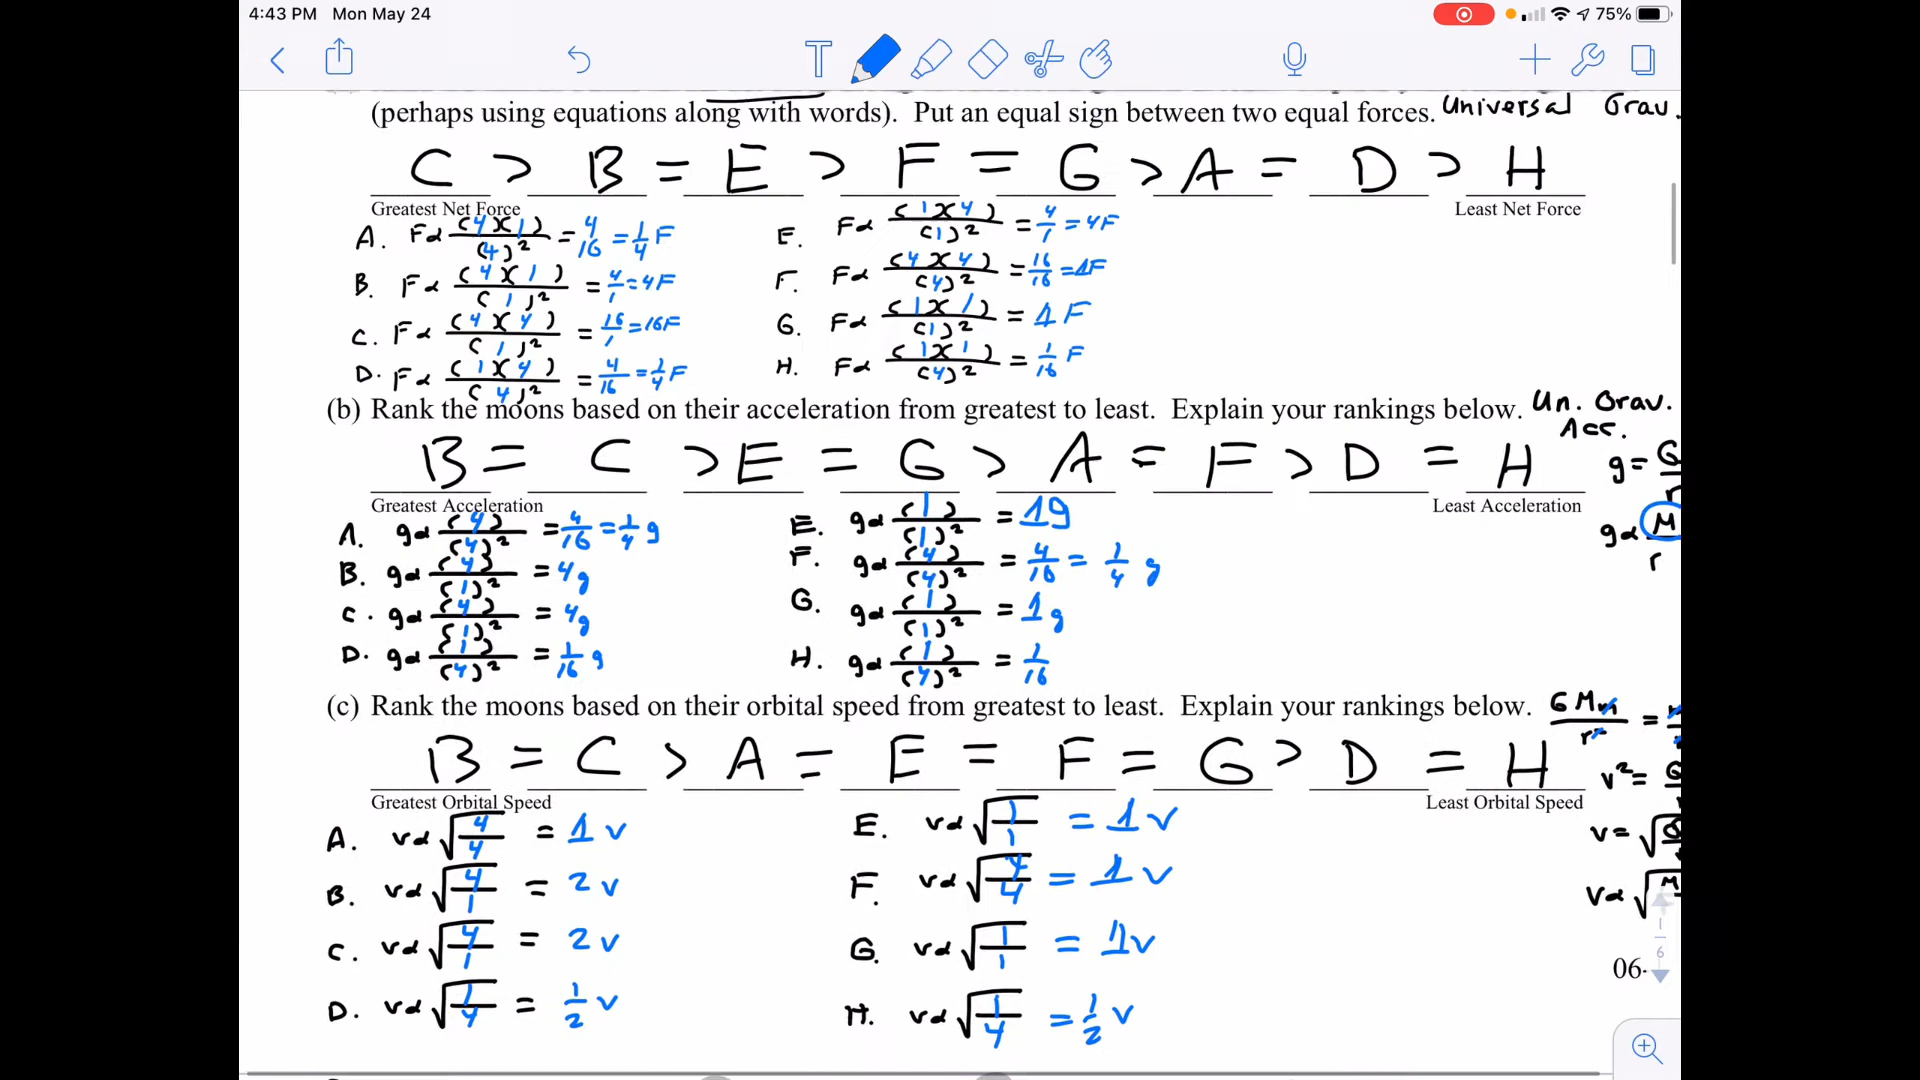 4:43 PM Mon May 24
75%
(perhaps using equations along with words). Put an equal sign between two equal forces. Universal Grav.
C > B = E > F = G > A = D > H
Greatest Net Force Least Net Force
A. F α (4)(1)/(4)² = 4/16 = 1/4 F
B. F α (4)(1)/(1)² = 4/1 = 4F
C. F α (4)(4)/(1)² = 16/1 = 16F
D. F α (1)(4)/(4)² = 4/16 = 1/4 F
E. F α (1)(4)/(1)² = 4/1 = 4F
F. F α (4)(4)/(4)² = 16/16 = 1F
G. F α (1)(1)/(1)² = 1F
H. F α (1)(1)/(4)² = 1/16 F
(b) Rank the moons based on their acceleration from greatest to least. Explain your rankings below. Un. Grav.
Acc.
B = C > E = G > A = F > D = H
Greatest Acceleration Least Acceleration
A. g α (4)/(4)² = 4/16 = 1/4 g
B. g α (4)/(1)² = 4g
C. g α (4)/(1)² = 4g
D. g α (1)/(4)² = 1/16 g
E. g α (1)/(1)² = 1g
F. g α (4)/(4)² = 4/16 = 1/4 g
G. g α (1)/(1)² = 1g
H. g α (1)/(4)² = 1/16
g = G/r
g α M/r
(c) Rank the moons based on their orbital speed from greatest to least. Explain your rankings below. GMm/r² =
B = C > A = E = F = G > D = H
Greatest Orbital Speed Least Orbital Speed
v² = G
v = √G
v α √M
A. v α √4/4 = 1v
B. v α √4/1 = 2v
C. v α √4/1 = 2v
D. v α √1/4 = 1/2 v
E. v α √1/1 = 1v
F. v α √4/4 = 1v
G. v α √1/1 = 1v
H. v α √1/4 = 1/2 v
1
6
06-